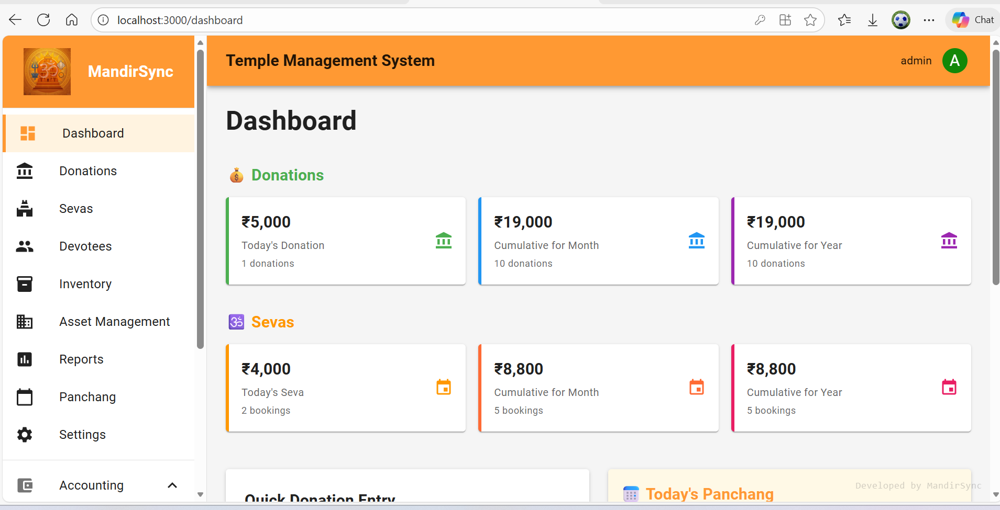 localhost:3000/dashboard
Chat
MandirSync
Temple Management System
admin
A
Dashboard
Donations
Sevas
Devotees
Inventory
Asset Management
Reports
Panchang
Settings
Accounting
Dashboard
💰 Donations
₹5,000
Today's Donation
1 donations
₹19,000
Cumulative for Month
10 donations
₹19,000
Cumulative for Year
10 donations
🕉 Sevas
₹4,000
Today's Seva
2 bookings
₹8,800
Cumulative for Month
5 bookings
₹8,800
Cumulative for Year
5 bookings
Quick Donation Entry
Today's Panchang
Developed by MandirSync